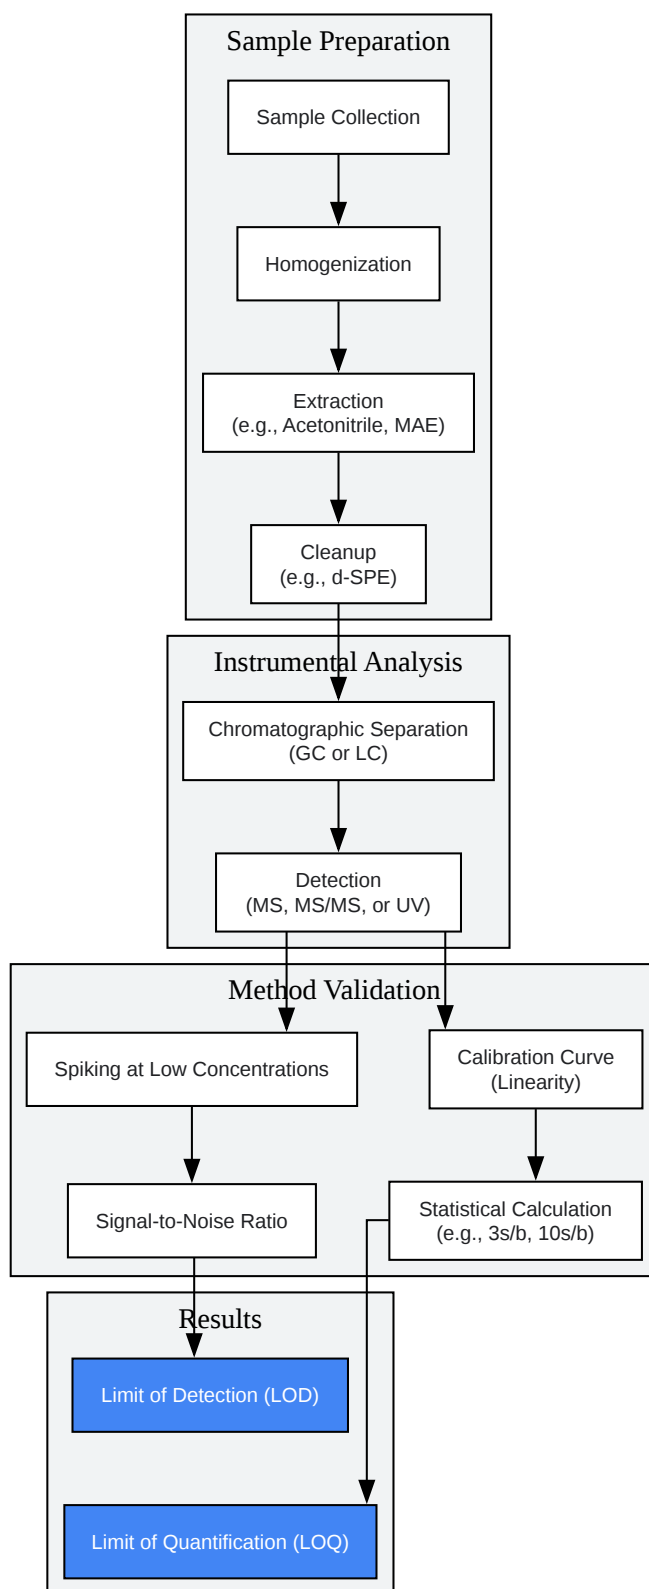 Sample Preparation
Sample Collection
Homogenization
Extraction
(e.g., Acetonitrile, MAE)
Cleanup
(e.g., d-SPE)
Instrumental Analysis
Chromatographic Separation
(GC or LC)
Detection
(MS, MS/MS, or UV)
Method Validation
Spiking at Low Concentrations
Calibration Curve
(Linearity)
Signal-to-Noise Ratio
Statistical Calculation
(e.g., 3s/b, 10s/b)
Results
Limit of Detection (LOD)
Limit of Quantification (LOQ)